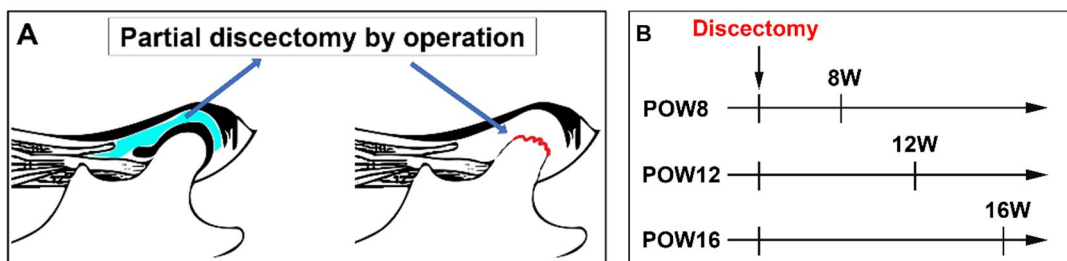 A
Partial discectomy by operation
B
Discectomy
8W
POW8
12W
POW12
16W
POW16